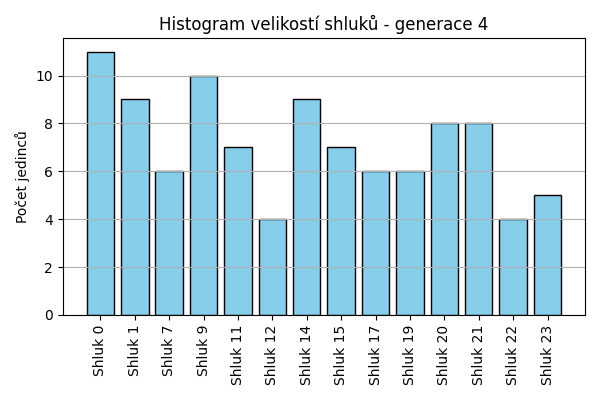 Histogram velikostí shluků - generace 4
Počet jedinců
10
8
6
4
2
0
Shluk 0
Shluk 1
Shluk 7
Shluk 9
Shluk 11
Shluk 12
Shluk 14
Shluk 15
Shluk 17
Shluk 19
Shluk 20
Shluk 21
Shluk 22
Shluk 23